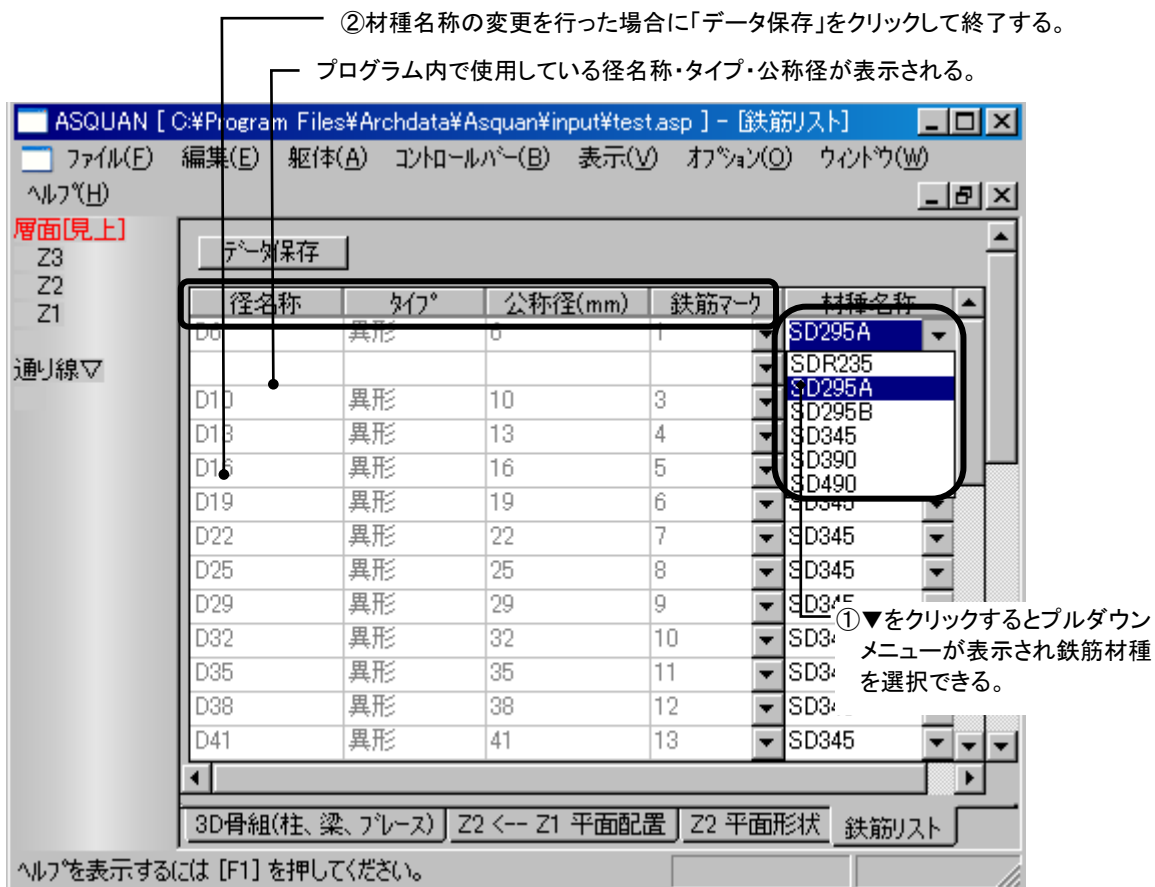 ②材種名称の変更を行った場合に「データ保存」をクリックして終了する。
プログラム内で使用している径名称・タイプ・公称径が表示される。
ASQUAN [ C:¥Program Files¥Archdata¥Asquan¥input¥test.asp ] - [鉄筋リスト]
ファイル(F) 編集(E) 躯体(A) コントロールバー(B) 表示(V) オプション(O) ウィンドウ(W)
ヘルプ(H)
層面[見上]
Z3
Z2
Z1
通り線▽
データ保存
径名称 タイプ 公称径(mm) 鉄筋マーク 材種名称
D6 異形 6 1 SD295A
SDR235
SD295A
SD295B
SD345
SD390
SD490
D10 異形 10 3
D13 異形 13 4
D16 異形 16 5
D19 異形 19 6 SD345
D22 異形 22 7 SD345
D25 異形 25 8 SD345
D29 異形 29 9 SD345
D32 異形 32 10
D35 異形 35 11
D38 異形 38 12
D41 異形 41 13 SD345
①▼をクリックするとプルダウン
メニューが表示され鉄筋材種
を選択できる。
3D骨組(柱、梁、ブレース) Z2 <-- Z1 平面配置 Z2 平面形状 鉄筋リスト
ヘルプを表示するには [F1] を押してください。